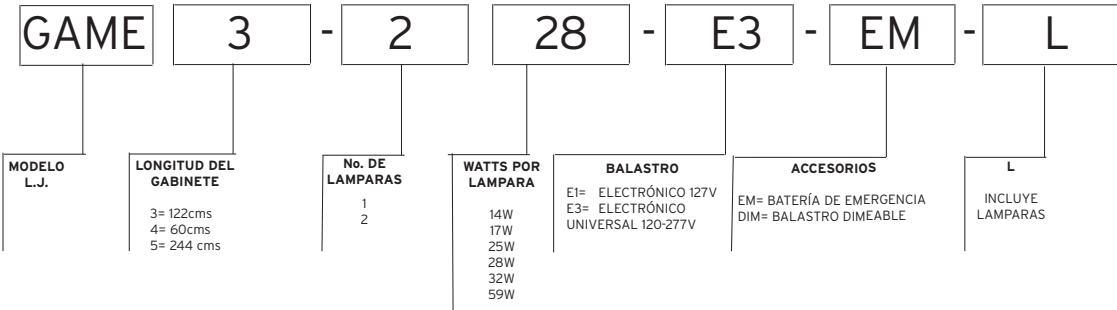 GAME 3 - 2 28 - E3 - EM - L
MODELO
L.J.
LONGITUD DEL
GABINETE
3= 122cms
4= 60cms
5= 244 cms
No. DE
LAMPARAS
1
2
WATTS POR
LAMPARA
14W
17W
25W
28W
32W
59W
BALASTRO
E1= ELECTRÓNICO 127V
E3= ELECTRÓNICO
UNIVERSAL 120-277V
ACCESORIOS
EM= BATERÍA DE EMERGENCIA
DIM= BALASTRO DIMEABLE
L
INCLUYE
LAMPARAS